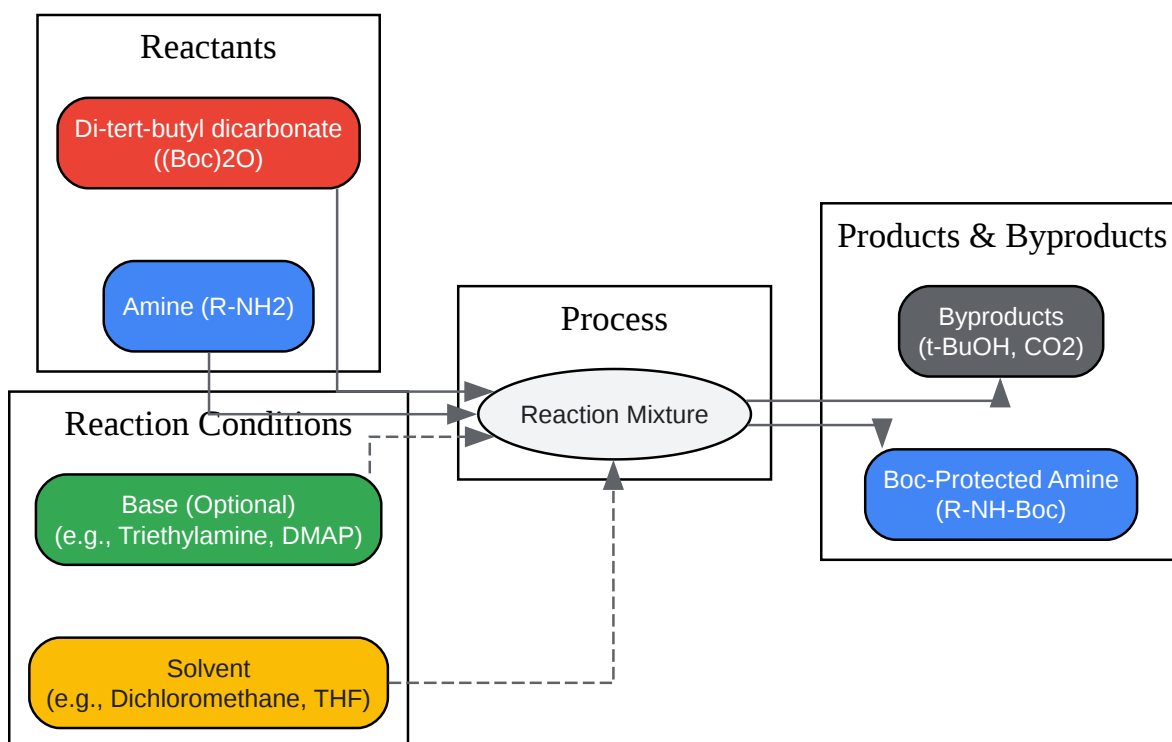 Reactants
Di-tert-butyl dicarbonate
((Boc)2O)
Amine (R-NH2)
Reaction Conditions
Base (Optional)
(e.g., Triethylamine, DMAP)
Solvent
(e.g., Dichloromethane, THF)
Process
Reaction Mixture
Products & Byproducts
Byproducts
(t-BuOH, CO2)
Boc-Protected Amine
(R-NH-Boc)